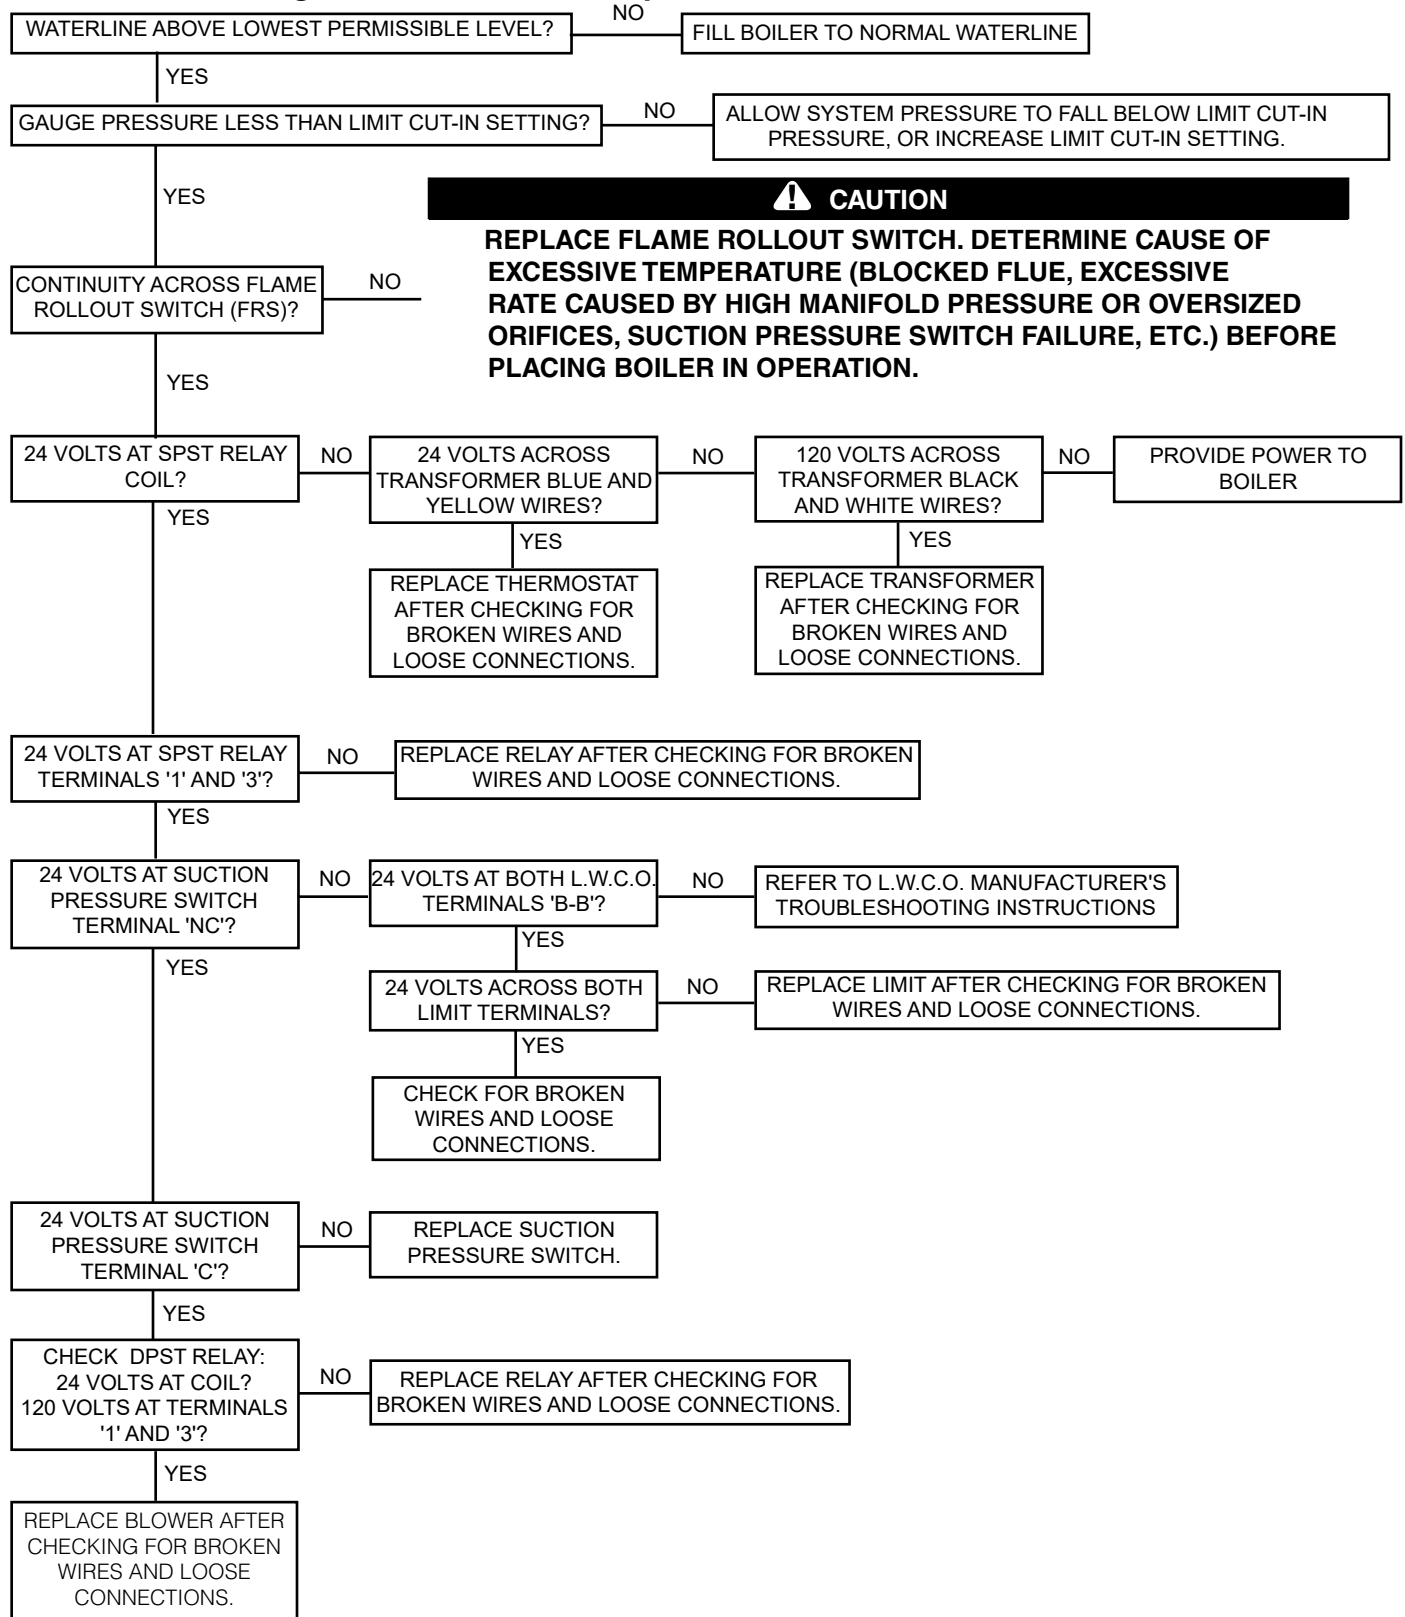 WATERLINE ABOVE LOWEST PERMISSIBLE LEVEL?
NO
FILL BOILER TO NORMAL WATERLINE
YES
GAUGE PRESSURE LESS THAN LIMIT CUT-IN SETTING?
NO
ALLOW SYSTEM PRESSURE TO FALL BELOW LIMIT CUT-IN
PRESSURE, OR INCREASE LIMIT CUT-IN SETTING.
YES
CAUTION
REPLACE FLAME ROLLOUT SWITCH. DETERMINE CAUSE OF
EXCESSIVE TEMPERATURE (BLOCKED FLUE, EXCESSIVE
RATE CAUSED BY HIGH MANIFOLD PRESSURE OR OVERSIZED
ORIFICES, SUCTION PRESSURE SWITCH FAILURE, ETC.) BEFORE
PLACING BOILER IN OPERATION.
CONTINUITY ACROSS FLAME
ROLLOUT SWITCH (FRS)?
NO
YES
24 VOLTS AT SPST RELAY
COIL?
NO
24 VOLTS ACROSS
TRANSFORMER BLUE AND
YELLOW WIRES?
NO
120 VOLTS ACROSS
TRANSFORMER BLACK
AND WHITE WIRES?
NO
PROVIDE POWER TO
BOILER
YES
YES
REPLACE THERMOSTAT
AFTER CHECKING FOR
BROKEN WIRES AND
LOOSE CONNECTIONS.
YES
REPLACE TRANSFORMER
AFTER CHECKING FOR
BROKEN WIRES AND
LOOSE CONNECTIONS.
24 VOLTS AT SPST RELAY
TERMINALS '1' AND '3'?
NO
REPLACE RELAY AFTER CHECKING FOR BROKEN
WIRES AND LOOSE CONNECTIONS.
YES
24 VOLTS AT SUCTION
PRESSURE SWITCH
TERMINAL 'NC'?
NO
24 VOLTS AT BOTH L.W.C.O.
TERMINALS 'B-B'?
NO
REFER TO L.W.C.O. MANUFACTURER'S
TROUBLESHOOTING INSTRUCTIONS
YES
YES
24 VOLTS ACROSS BOTH
LIMIT TERMINALS?
NO
REPLACE LIMIT AFTER CHECKING FOR BROKEN
WIRES AND LOOSE CONNECTIONS.
YES
CHECK FOR BROKEN
WIRES AND LOOSE
CONNECTIONS.
24 VOLTS AT SUCTION
PRESSURE SWITCH
TERMINAL 'C'?
NO
REPLACE SUCTION
PRESSURE SWITCH.
YES
CHECK DPST RELAY:
24 VOLTS AT COIL?
120 VOLTS AT TERMINALS
'1' AND '3'?
NO
REPLACE RELAY AFTER CHECKING FOR
BROKEN WIRES AND LOOSE CONNECTIONS.
YES
REPLACE BLOWER AFTER
CHECKING FOR BROKEN
WIRES AND LOOSE
CONNECTIONS.